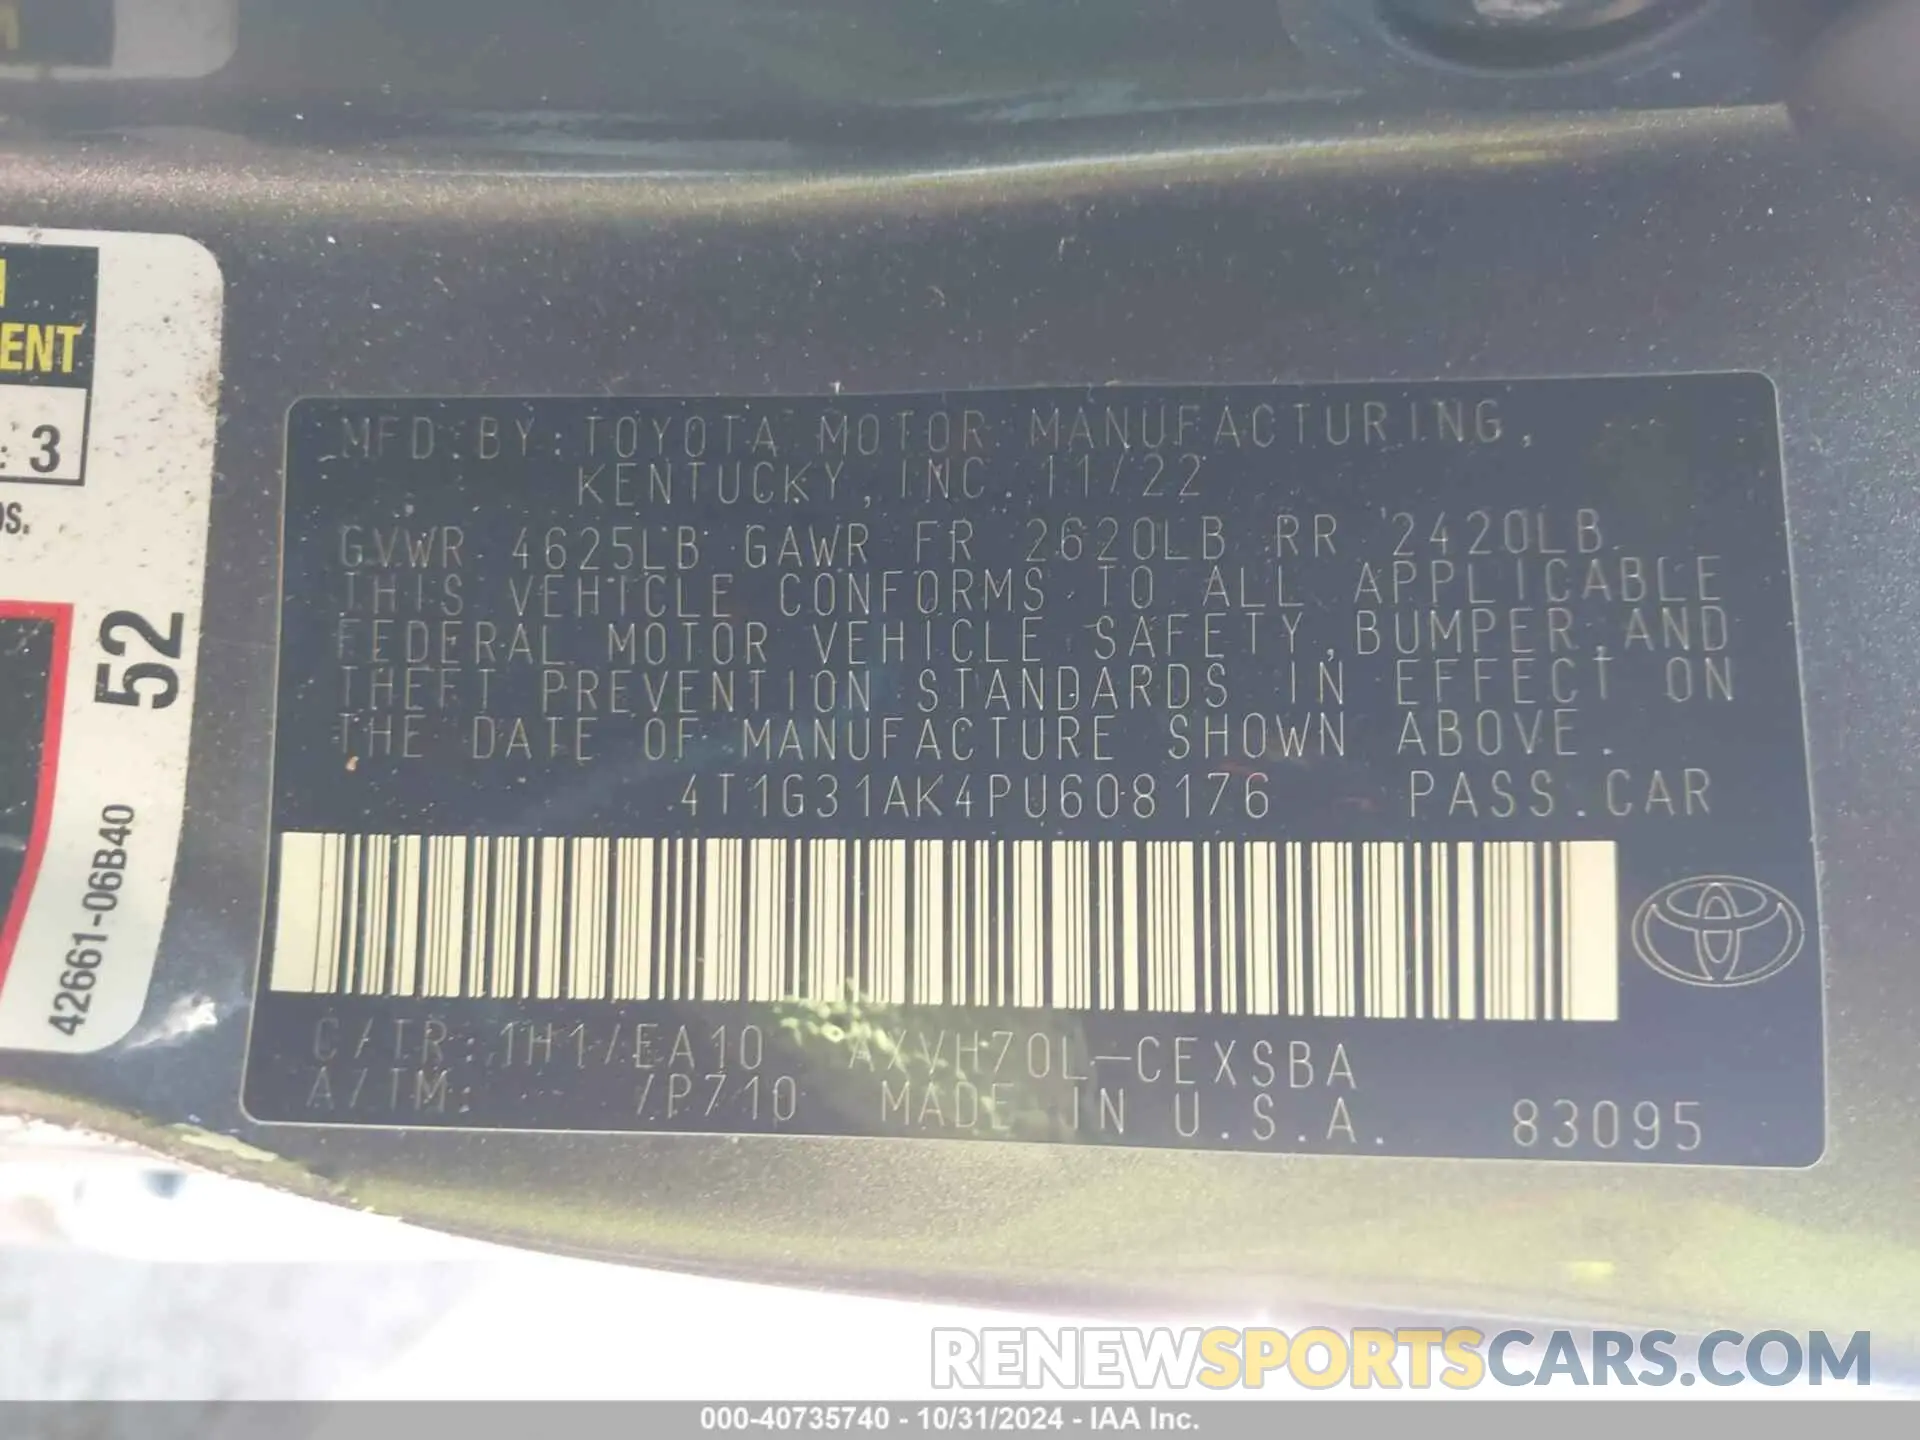 ENT
: 3
52
42661-06B40
MFD.BY:TOYOTA MOTOR MANUFACTURING,
KENTUCKY,INC. 11/22
GVWR 4625LB GAWR FR 2620LB RR 2420LB
THIS VEHICLE CONFORMS TO ALL APPLICABLE
FEDERAL MOTOR VEHICLE SAFETY,BUMPER,AND
THEFT PREVENTION STANDARDS IN EFFECT ON
THE DATE OF MANUFACTURE SHOWN ABOVE.
4T1G31AK4PU608176 PASS.CAR
C/TR:1H1/EA10 AXVH70L-CEXSBA
A/TM: /P710 MADE IN U.S.A. 83095
RENEWSPORTSCARS.COM
000-40735740 - 10/31/2024 - IAA Inc.